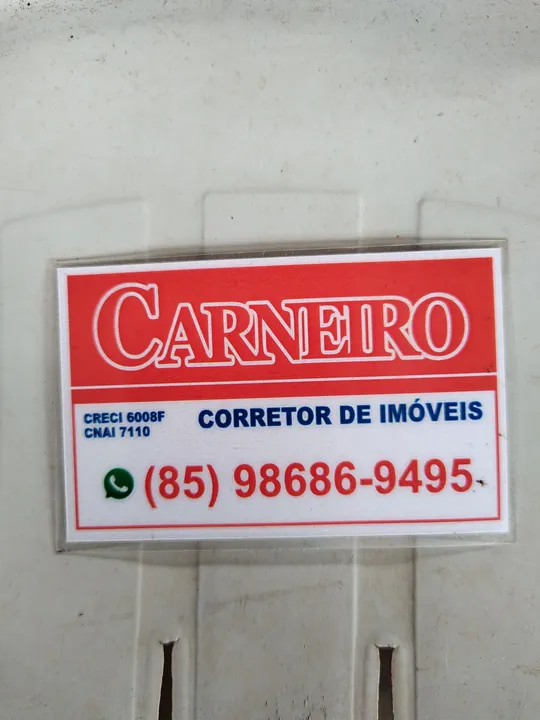 CARNEIRO
CRECI 6008F
CNAI 7110
CORRETOR DE IMÓVEIS
(85) 98686-9495